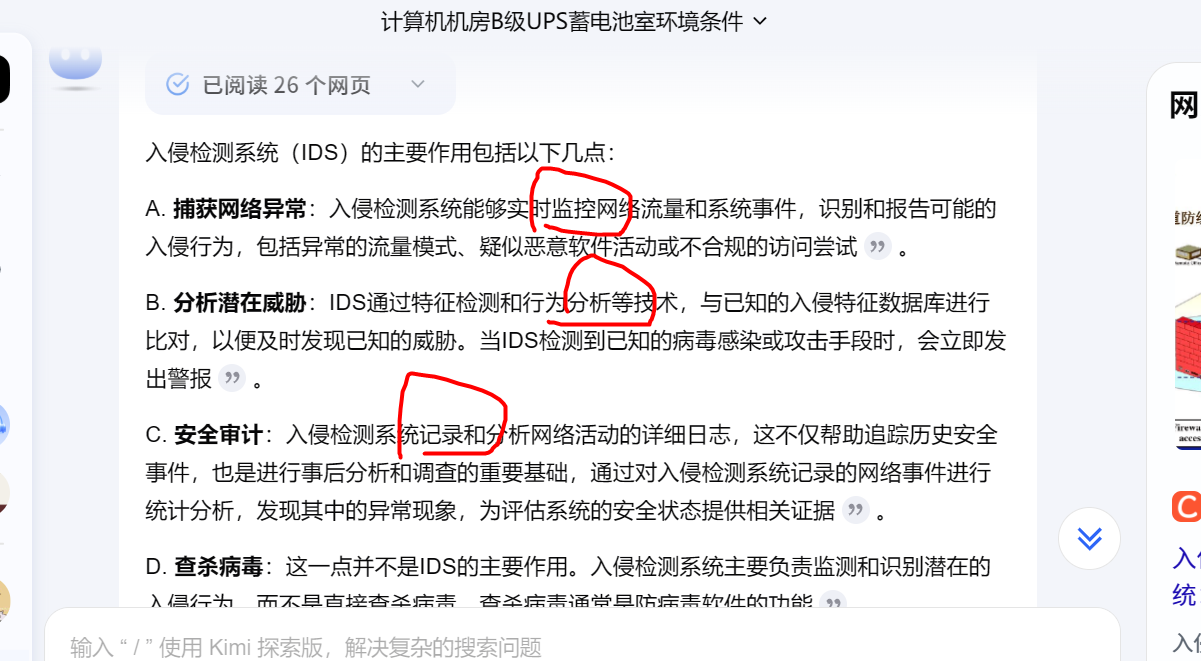 计算机机房B级UPS蓄电池室环境条件
已阅读 26 个网页
网
入侵检测系统（IDS）的主要作用包括以下几点：
A. 捕获网络异常：入侵检测系统能够实时监控网络流量和系统事件，识别和报告可能的
入侵行为，包括异常的流量模式、疑似恶意软件活动或不合规的访问尝试 ” 。
B. 分析潜在威胁：IDS通过特征检测和行为分析等技术，与已知的入侵特征数据库进行
比对，以便及时发现已知的威胁。当IDS检测到已知的病毒感染或攻击手段时，会立即发
出警报 ” 。
C. 安全审计：入侵检测系统记录和分析网络活动的详细日志，这不仅帮助追踪历史安全
事件，也是进行事后分析和调查的重要基础，通过对入侵检测系统记录的网络事件进行
统计分析，发现其中的异常现象，为评估系统的安全状态提供相关证据 ” 。
D. 查杀病毒：这一点并不是IDS的主要作用。入侵检测系统主要负责监测和识别潜在的
入侵行为，而不是直接查杀病毒。查杀病毒通常是防病毒软件的功能 ”
输入 “ / ” 使用 Kimi 探索版，解决复杂的搜索问题
C
统